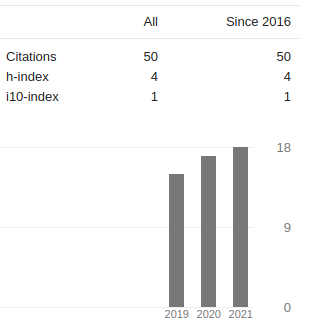 All Since 2016
Citations 50 50
h-index 4 4
i10-index 1 1
18
9
0
2019 2020 2021